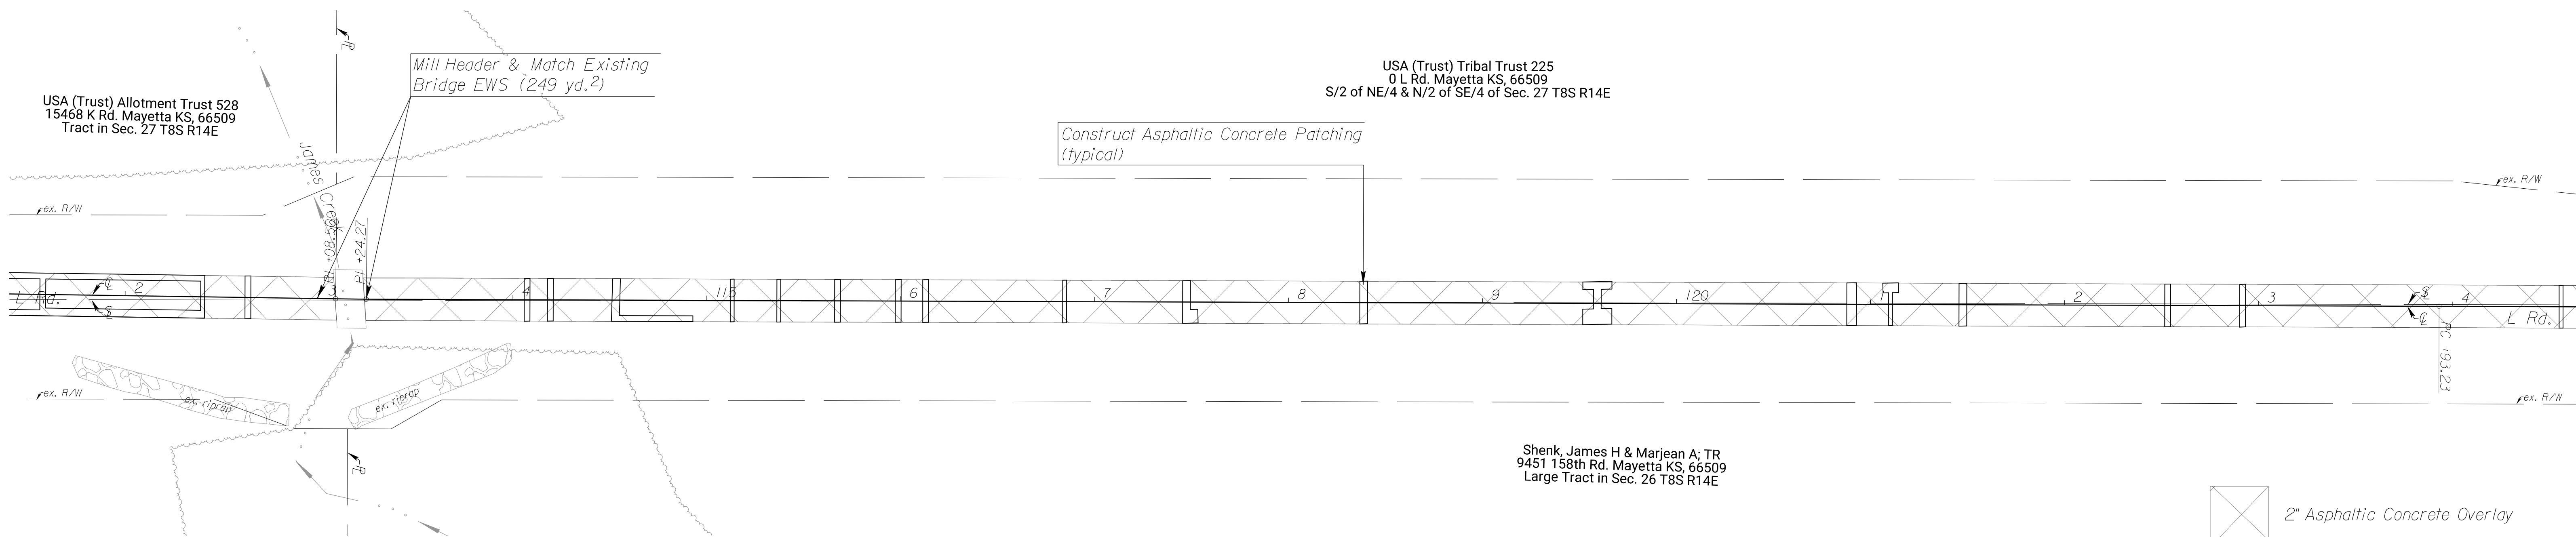 USA (Trust) Allotment Trust 528
15468 K Rd. Mayetta KS, 66509
Tract in Sec. 27 T8S R14E
PL
Mill Header & Match Existing
Bridge EWS (249 yd.2)
USA (Trust) Tribal Trust 225
0 L Rd. Mayetta KS, 66509
S/2 of NE/4 & N/2 of SE/4 of Sec. 27 T8S R14E
Construct Asphaltic Concrete Patching
(typical)
James Creek
ex. R/W
ex. R/W
PI +24.27
L Rd.
2
3
4
115
6
7
8
9
120
1
2
3
4
L Rd.
PC +93.23
ex. R/W
ex. riprap
ex. riprap
ex. R/W
PL
Shenk, James H & Marjean A; TR
9451 158th Rd. Mayetta KS, 66509
Large Tract in Sec. 26 T8S R14E
2" Asphaltic Concrete Overlay